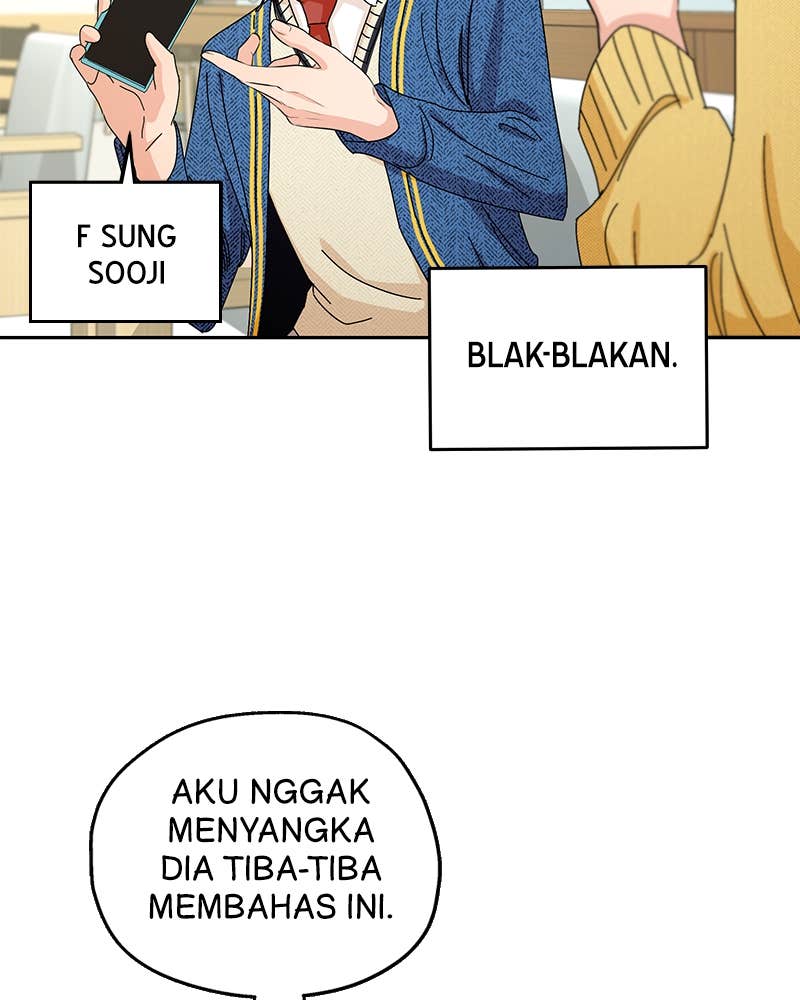 F SUNG
SOOJI
BLAK-BLAKAN.
AKU NGGAK
MENYANGKA
DIA TIBA-TIBA
MEMBAHAS INI.